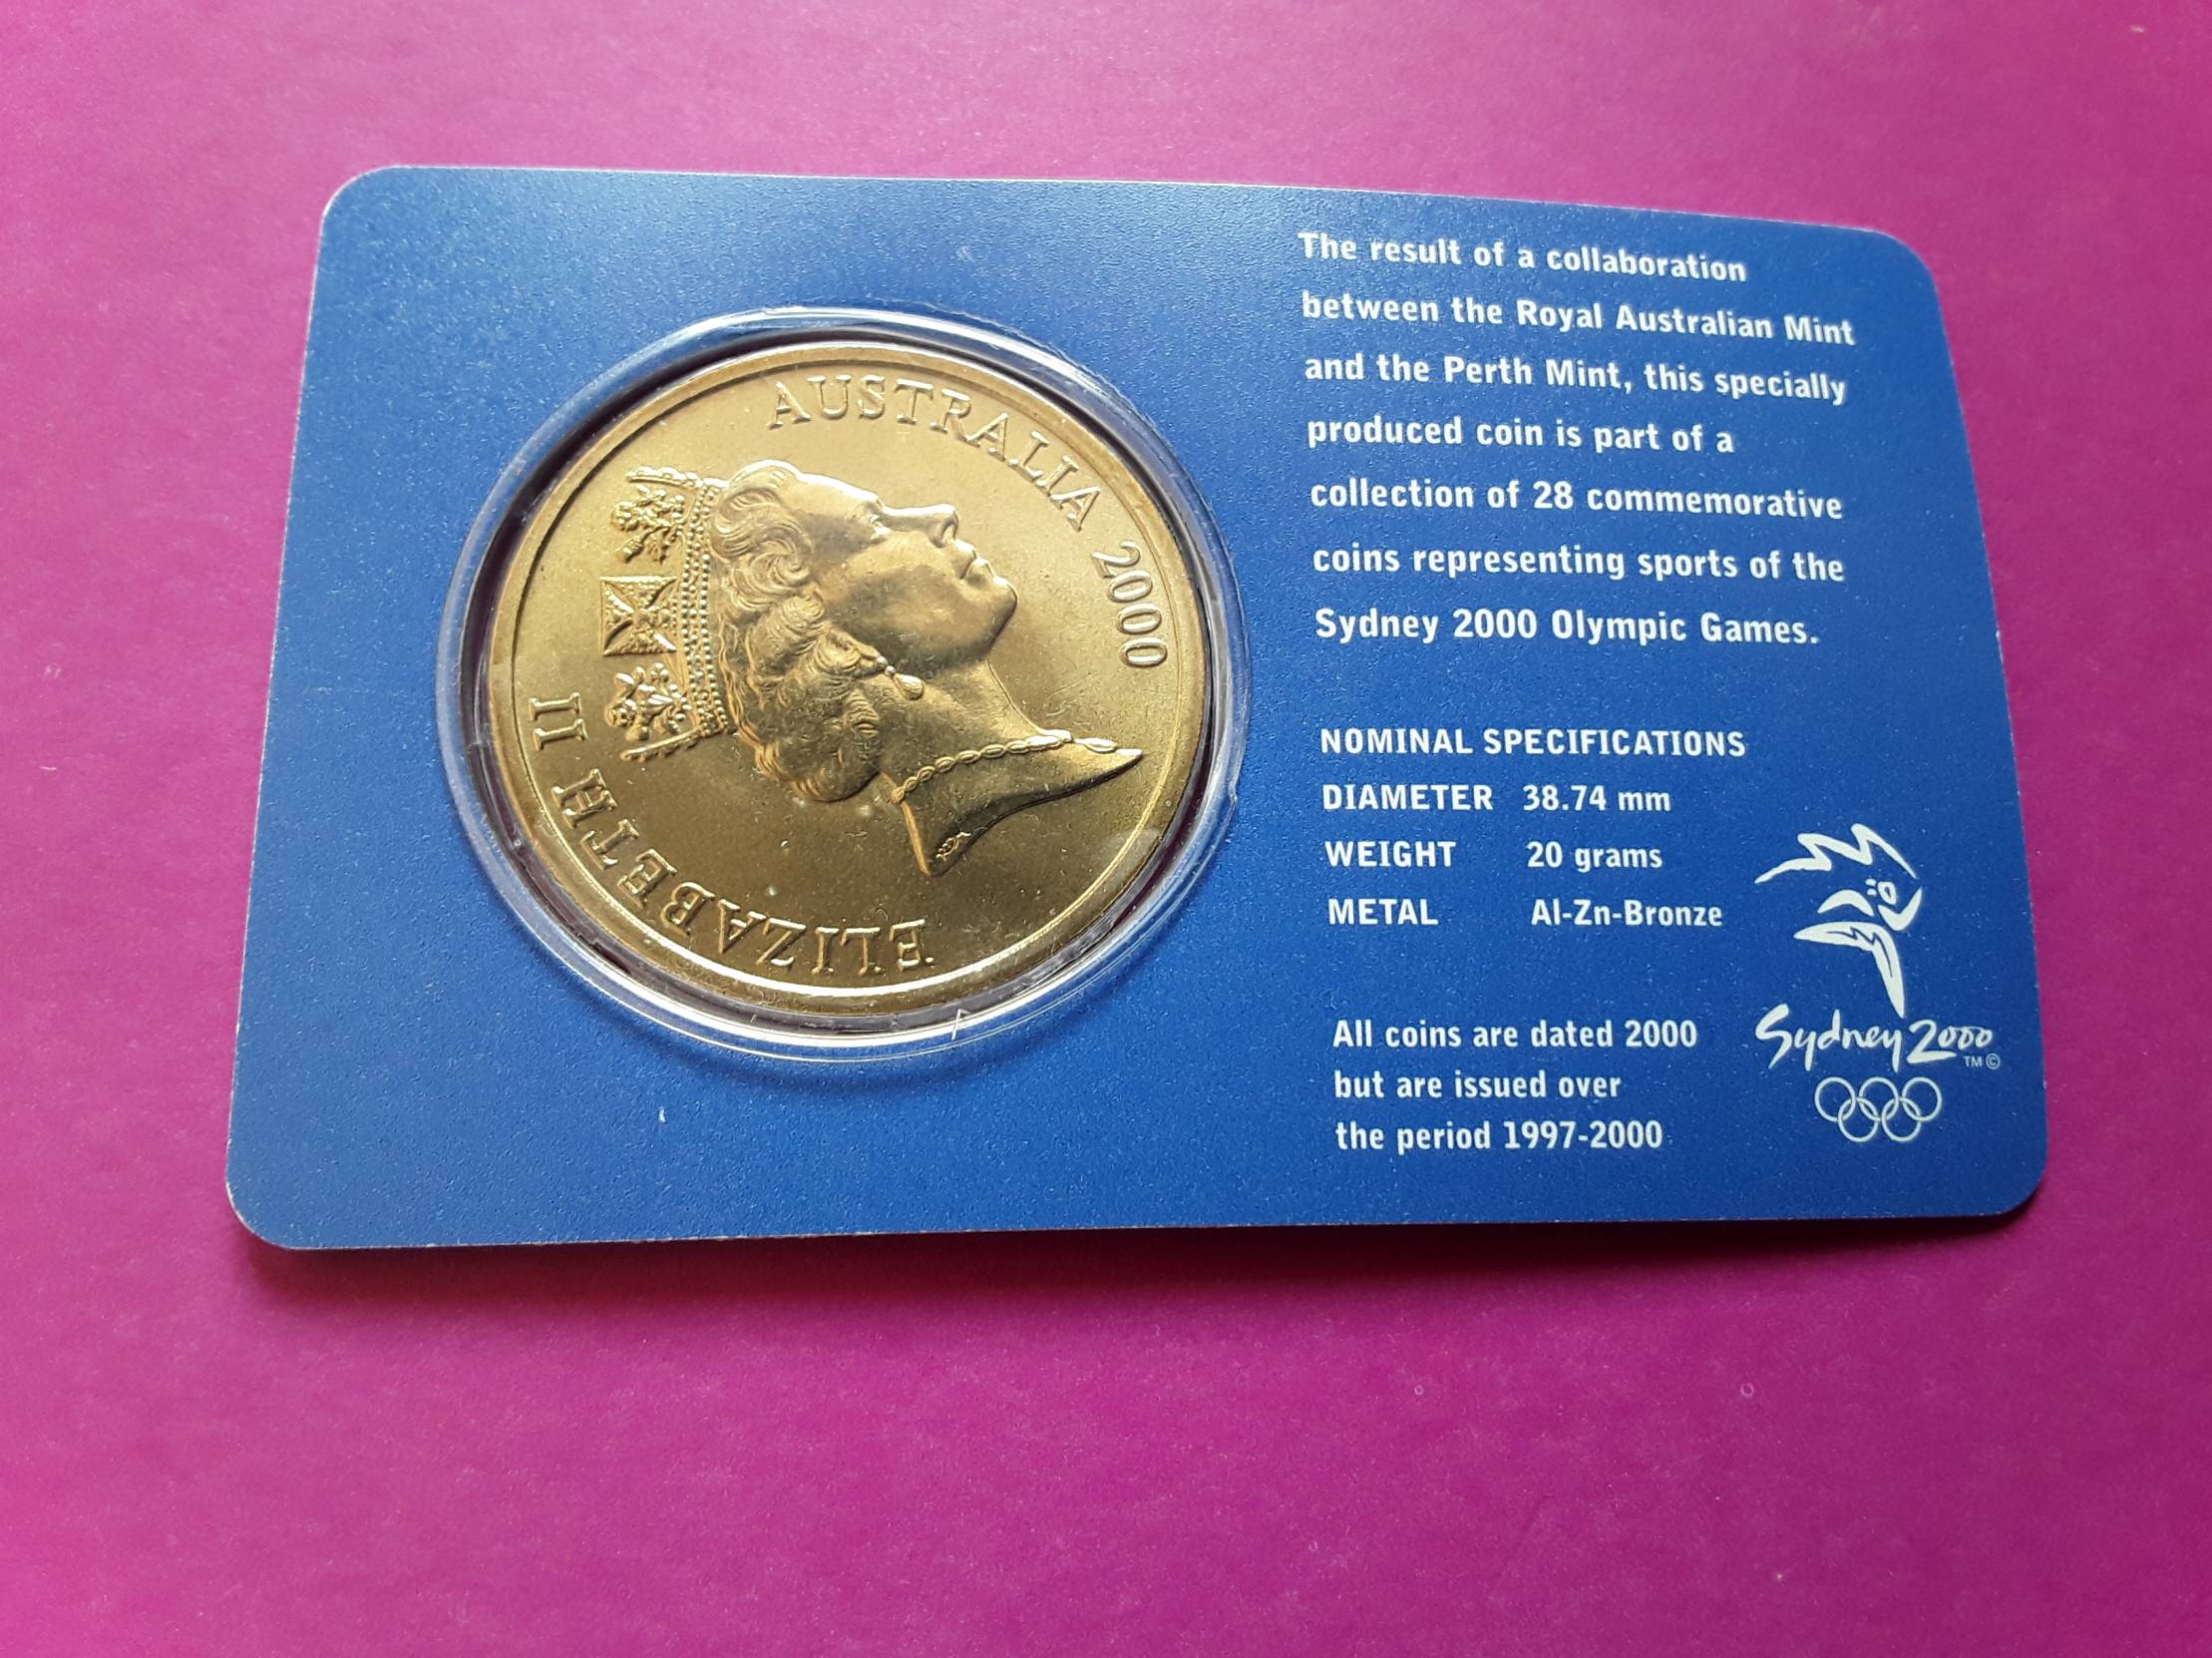 ELIZABETH II AUSTRALIA 2000
The result of a collaboration
between the Royal Australian Mint
and the Perth Mint, this specially
produced coin is part of a
collection of 28 commemorative
coins representing sports of the
Sydney 2000 Olympic Games.
NOMINAL SPECIFICATIONS
DIAMETER 38.74 mm
WEIGHT 20 grams
METAL Al-Zn-Bronze
All coins are dated 2000
but are issued over
the period 1997-2000
Sydney 2000
TM ©